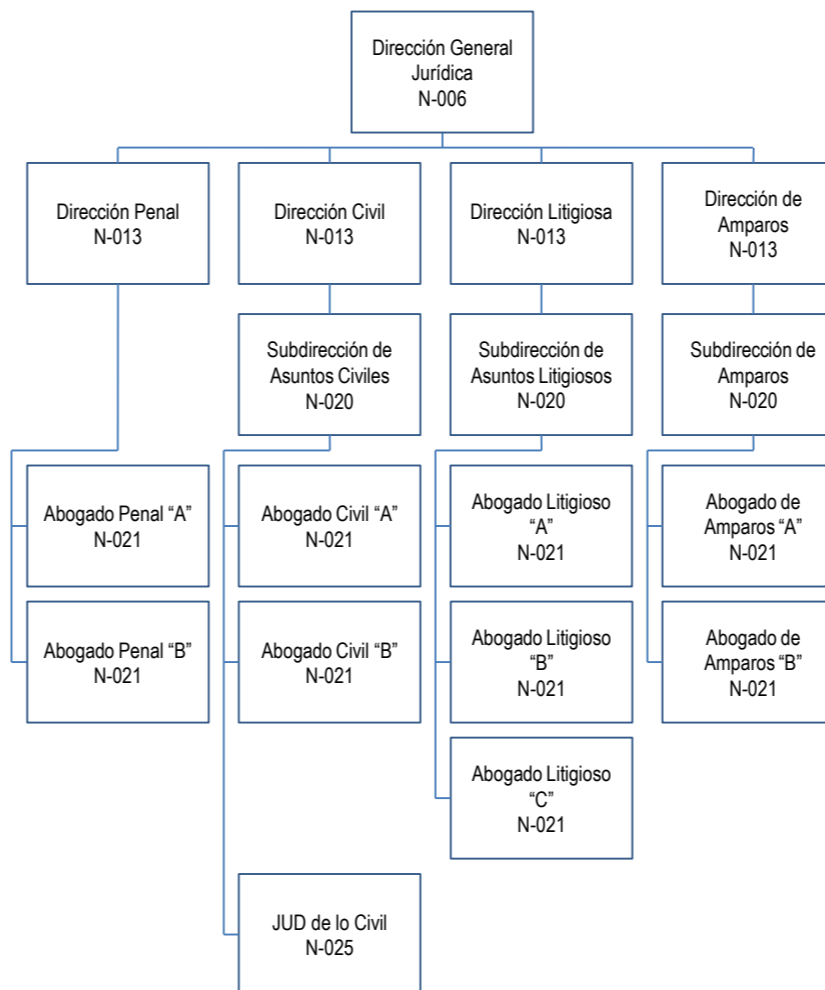 Dirección General
Jurídica
N-006
Dirección Penal
N-013
Dirección Civil
N-013
Dirección Litigiosa
N-013
Dirección de
Amparos
N-013
Subdirección de
Asuntos Civiles
N-020
Subdirección de
Asuntos Litigiosos
N-020
Subdirección de
Amparos
N-020
Abogado Penal “A”
N-021
Abogado Civil “A”
N-021
Abogado Litigioso
“A”
N-021
Abogado de
Amparos “A”
N-021
Abogado Penal “B”
N-021
Abogado Civil “B”
N-021
Abogado Litigioso
“B”
N-021
Abogado de
Amparos “B”
N-021
Abogado Litigioso
“C”
N-021
JUD de lo Civil
N-025